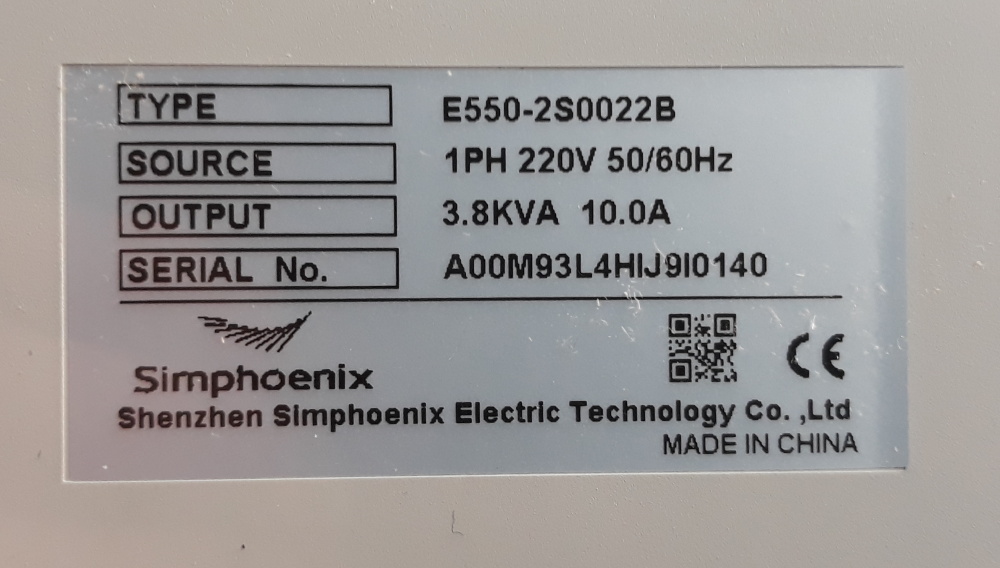 TYPE E550-2S0022B
SOURCE 1PH 220V 50/60Hz
OUTPUT 3.8KVA 10.0A
SERIAL No. A00M93L4HIJ9I0140
Simphoenix
CE
Shenzhen Simphoenix Electric Technology Co. ,Ltd
MADE IN CHINA